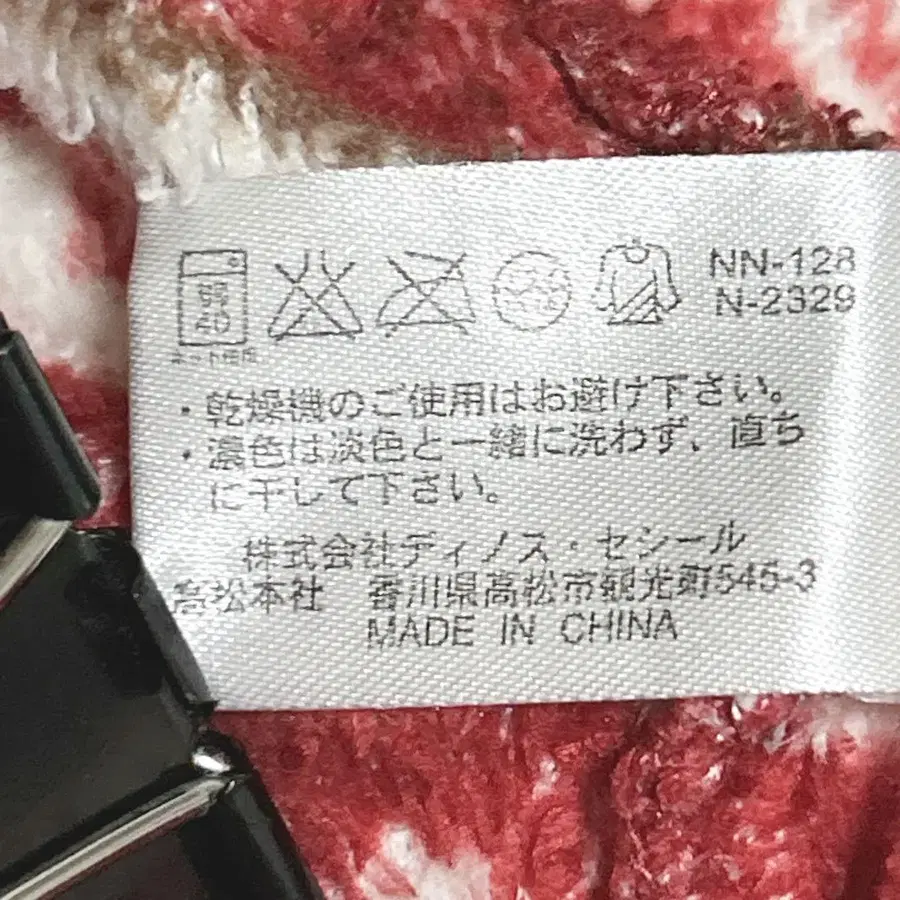 弱
40
ネット使用
NN-128
N-2329
・乾燥機のご使用はお避け下さい。
・濃色は淡色と一緒に洗わず、直ち
に干して下さい。
株式会社ディノス・セシール
高松本社 香川県高松市観光町545-3
MADE IN CHINA